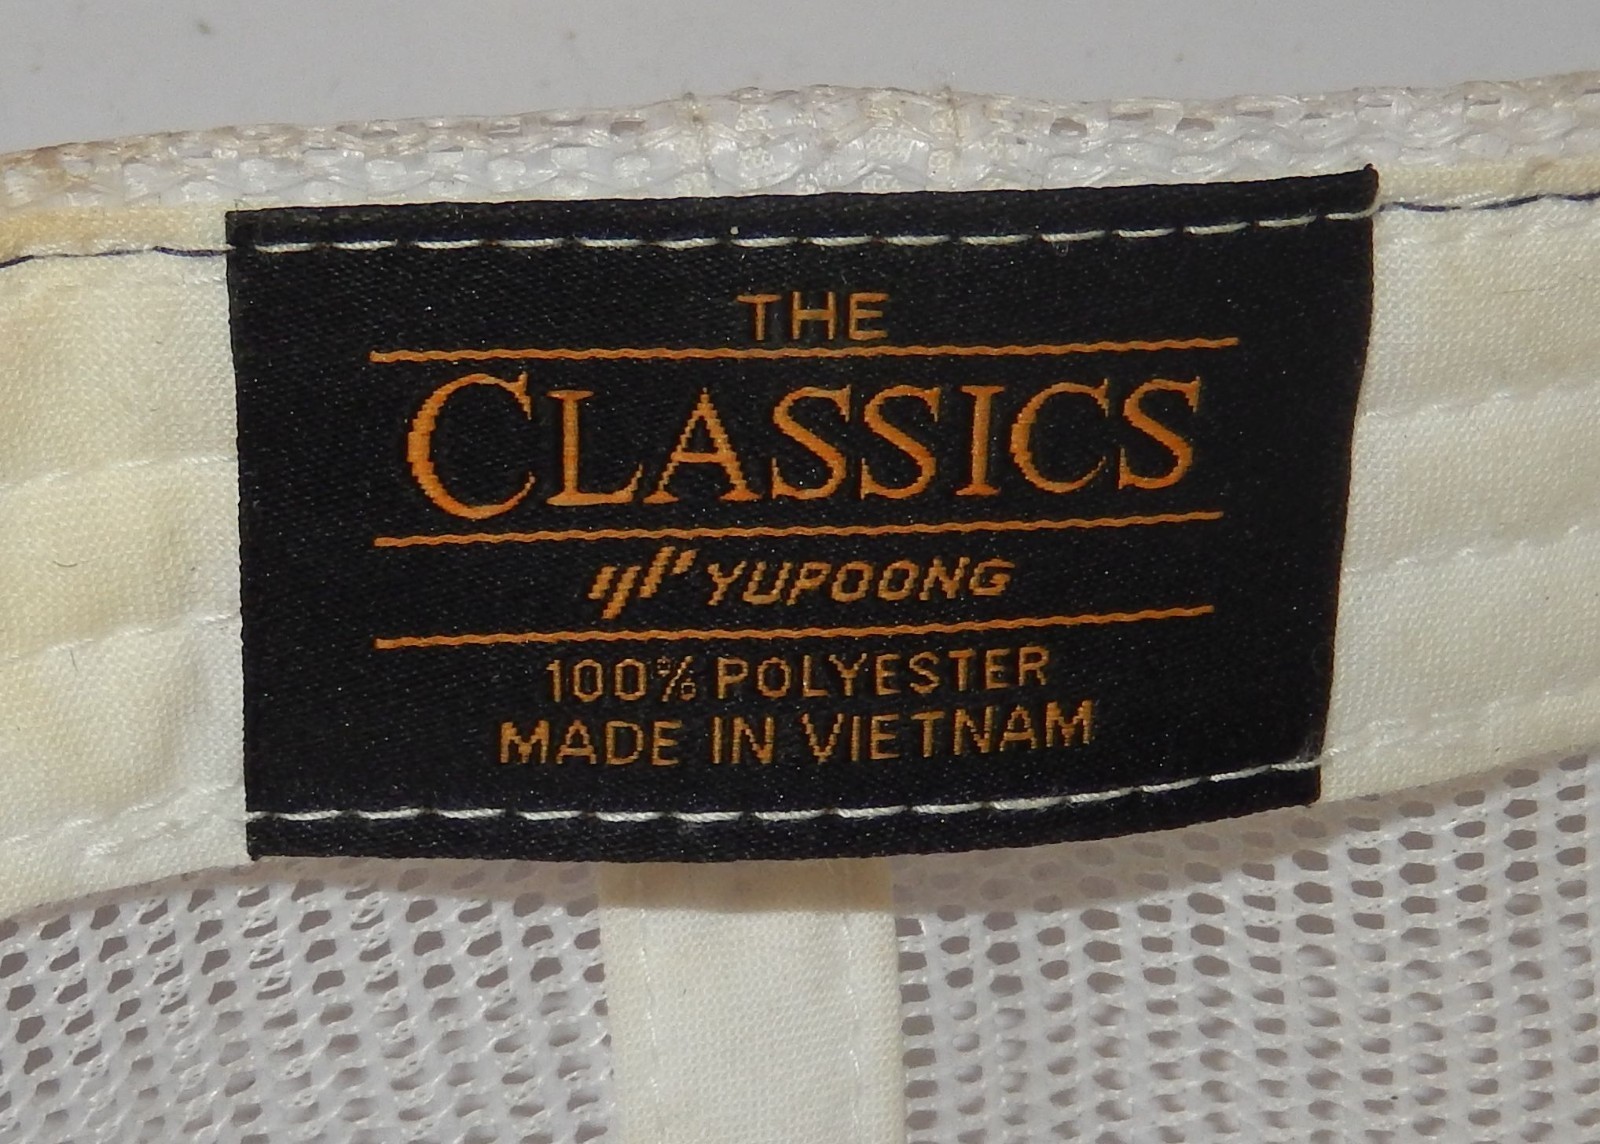 THE
CLASSICS
YUPOONG
100% POLYESTER
MADE IN VIETNAM